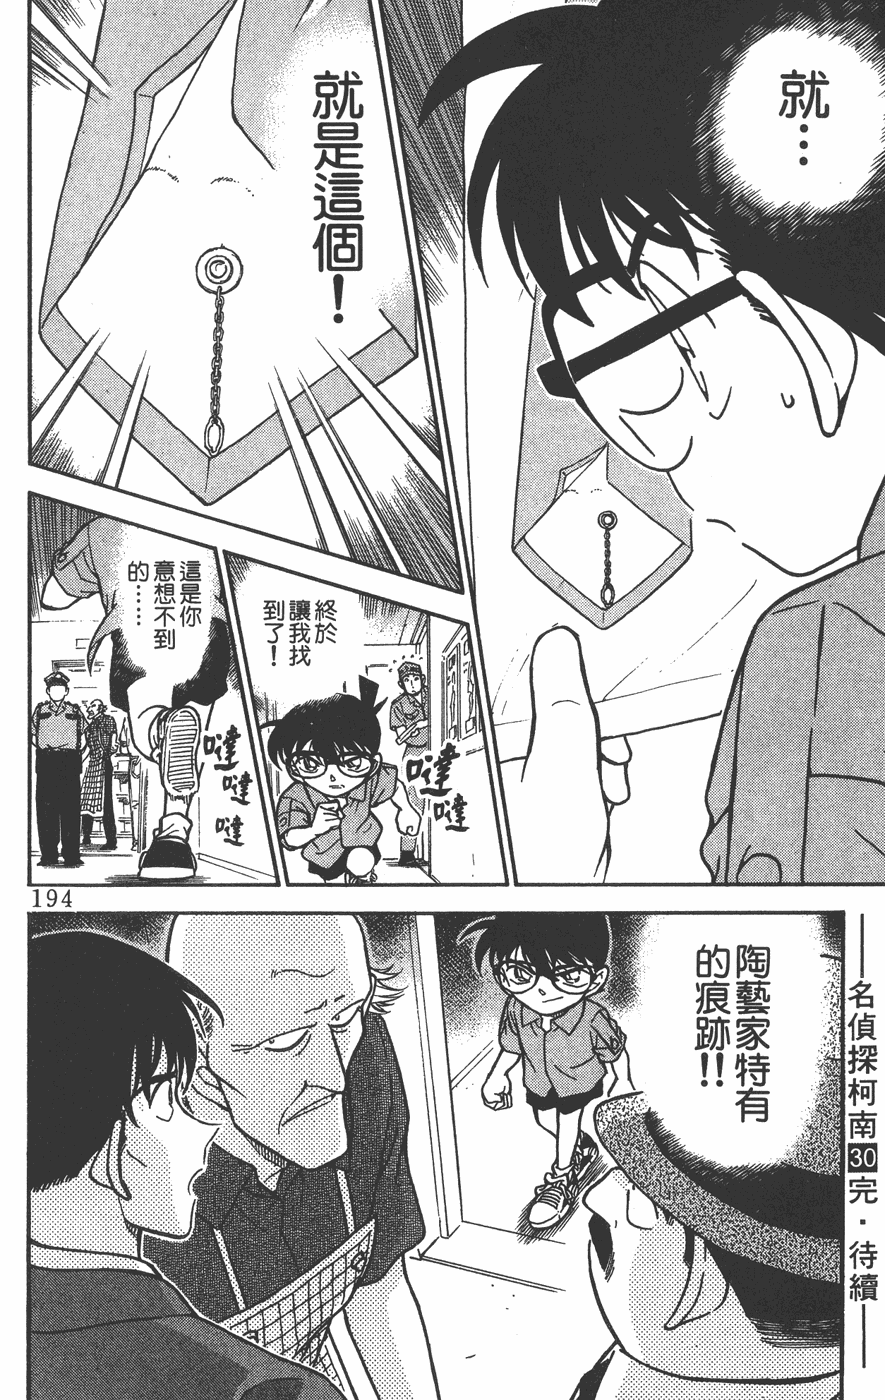 就…
就是這個！
終於
讓我找
到了！
噠
噠
這是你
意想不到
的……
噠
噠
噠
194
陶藝家特有
的痕跡!!
名偵探柯南30完・待續